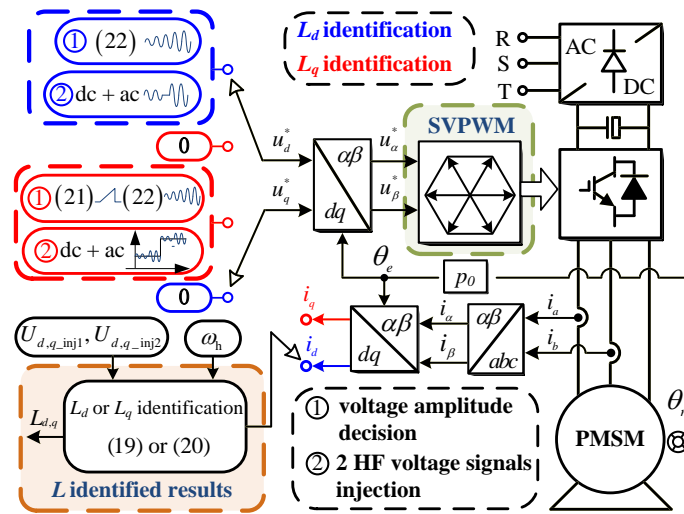 ① (22)
② dc + ac
0
① (21) (22)
② dc + ac
0
L_d identification
L_q identification
R
S
T
AC
DC
u_d^*
u_q^*
αβ
dq
u_α^*
u_β^*
SVPWM
θ_e
p_0
i_q
i_d
αβ
dq
i_α
i_β
αβ
abc
i_a
i_b
U_{d,q_inj1}, U_{d,q_inj2}
ω_h
L_{d,q}
L_d or L_q identification
(19) or (20)
L identified results
① voltage amplitude
decision
② 2 HF voltage signals
injection
PMSM